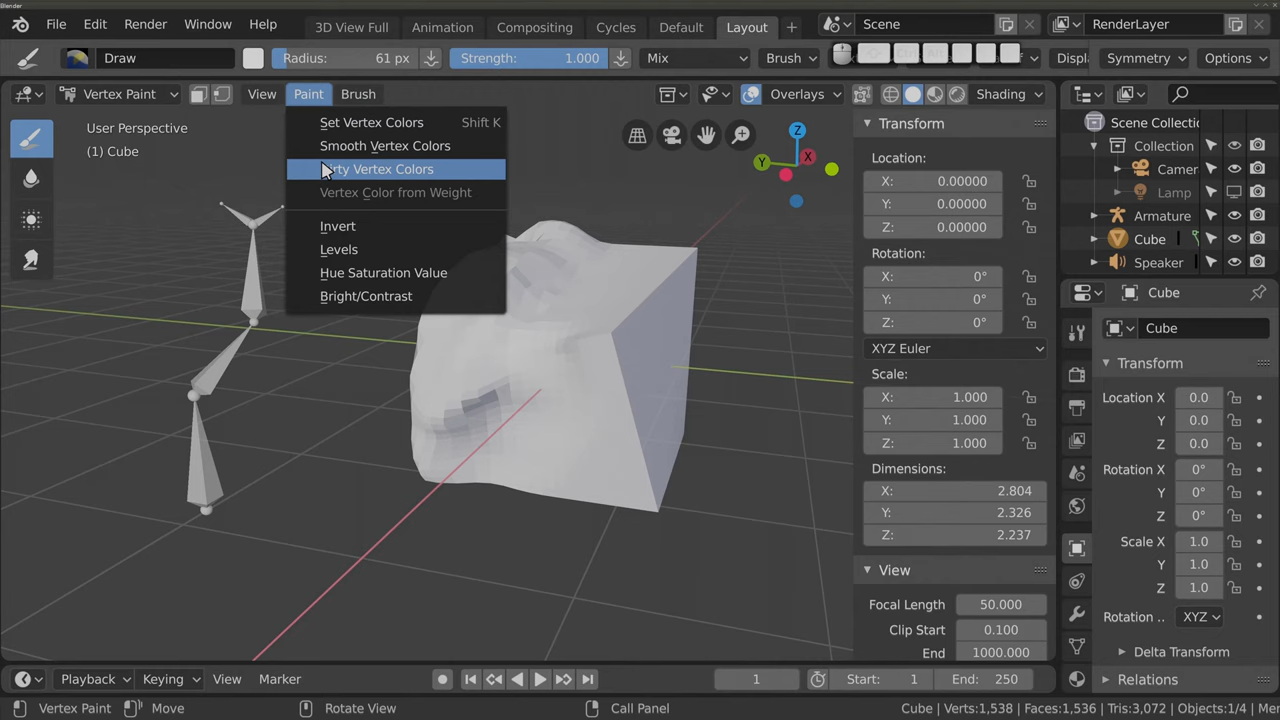 Blender
File Edit Render Window Help 3D View Full Animation Compositing Cycles Default Layout + Scene RenderLayer
Draw Radius: 61 px Strength: 1.000 Mix Brush Displ Symmetry Options
Vertex Paint View Paint Brush Overlays Shading
User Perspective
(1) Cube
Set Vertex Colors Shift K
Smooth Vertex Colors
irty Vertex Colors
Vertex Color from Weight
Invert
Levels
Hue Saturation Value
Bright/Contrast
Z
Y
X
Transform
Location:
X: 0.00000
Y: 0.00000
Z: 0.00000
Rotation:
X: 0°
Y: 0°
Z: 0°
XYZ Euler
Scale:
X: 1.000
Y: 1.000
Z: 1.000
Dimensions:
X: 2.804
Y: 2.326
Z: 2.237
View
Focal Length 50.000
Clip Start 0.100
End 1000.000
Scene Collectic
Collection
Camer
Lamp
Armature
Cube
Speaker
Cube
Cube
Transform
Location X 0.0
Y 0.0
Z 0.0
Rotation X 0°
Y 0°
Z 0°
Scale X 1.0
Y 1.0
Z 1.0
Rotation .. XYZ
Delta Transform
Relations
Playback Keying View Marker 1 Start: 1 End: 250
Vertex Paint Move Rotate View Call Panel Cube | Verts:1,538 | Faces:1,536 | Tris:3,072 | Objects:1/4 | Mer